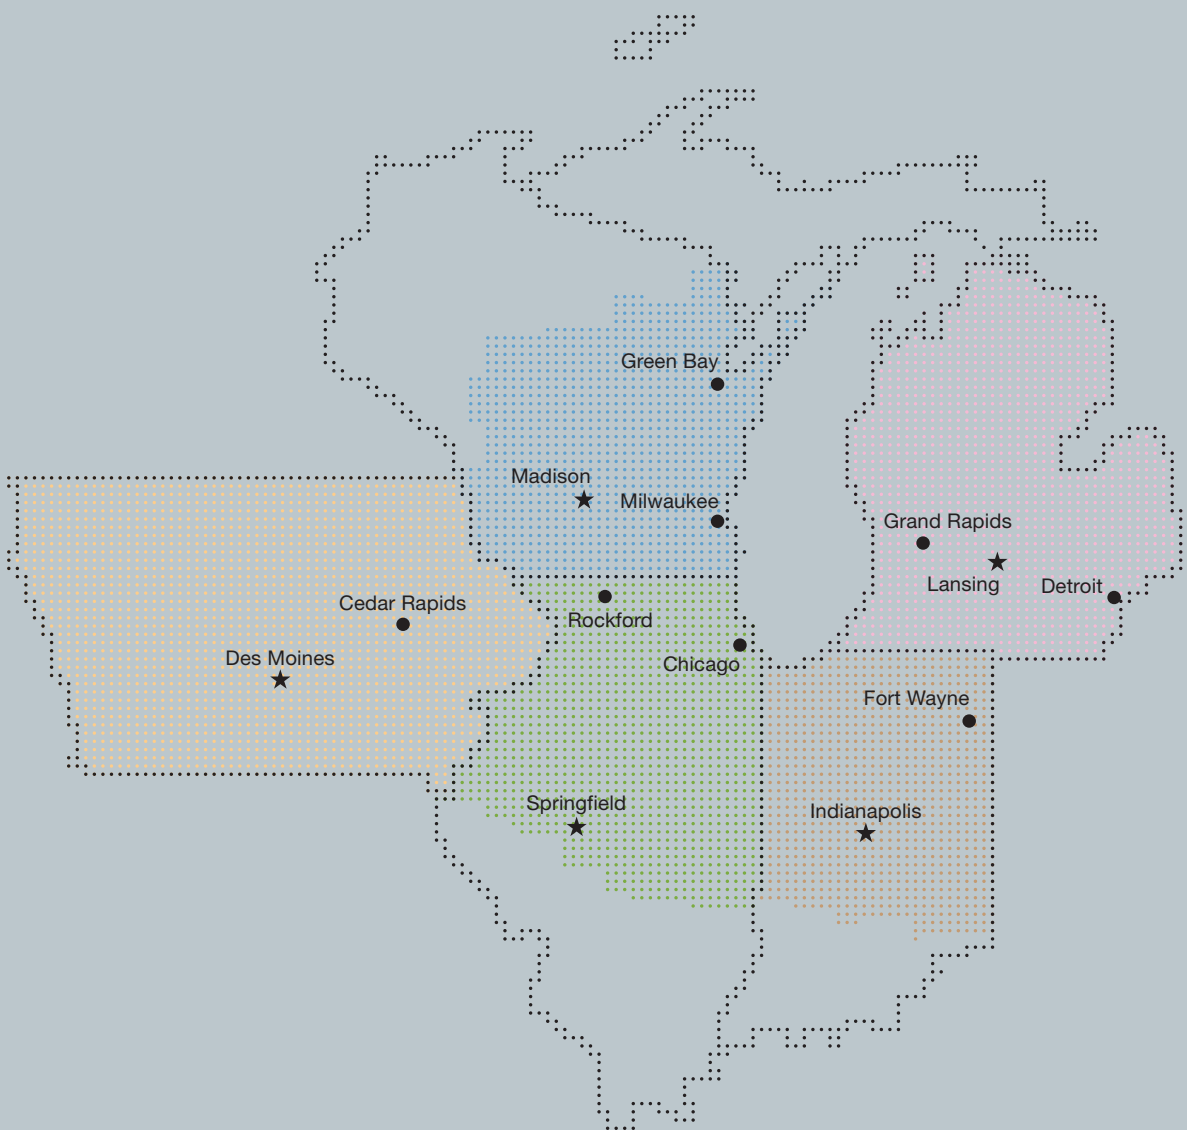 Green Bay
Madison
Milwaukee
Grand Rapids
Lansing
Detroit
Cedar Rapids
Rockford
Des Moines
Chicago
Fort Wayne
Springfield
Indianapolis